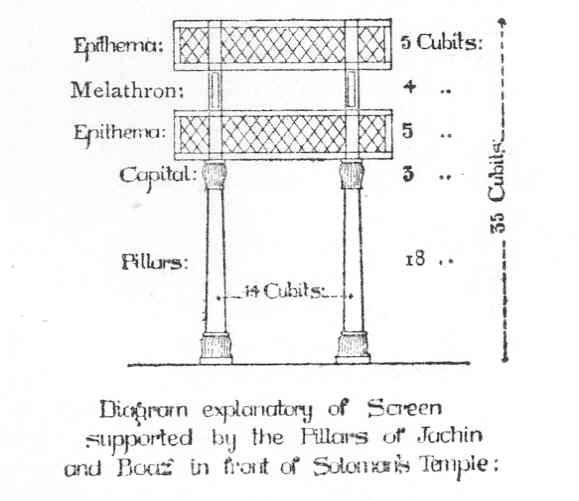 Epithema: 5 Cubits:
Melathron: 4 ..
Epithema: 5 ..
Capital: 3 ..
Pillars: 18 ..
14 Cubits:
35 Cubits:
Diagram explanatory of Screen
supported by the Pillars of Jachin
and Boaz in front of Soloman's Temple: